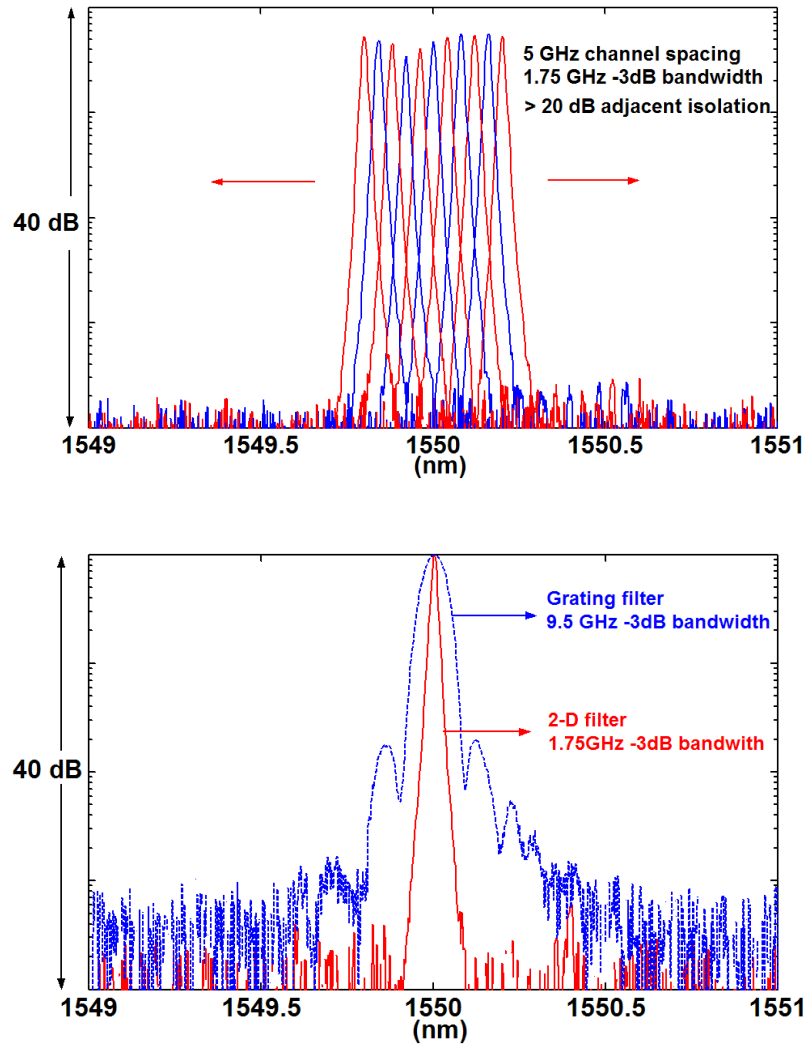 5 GHz channel spacing
1.75 GHz -3dB bandwidth
> 20 dB adjacent isolation
40 dB
1549 1549.5 1550 1550.5 1551
(nm)
Grating filter
9.5 GHz -3dB bandwidth
2-D filter
1.75GHz -3dB bandwith
40 dB
1549 1549.5 1550 1550.5 1551
(nm)